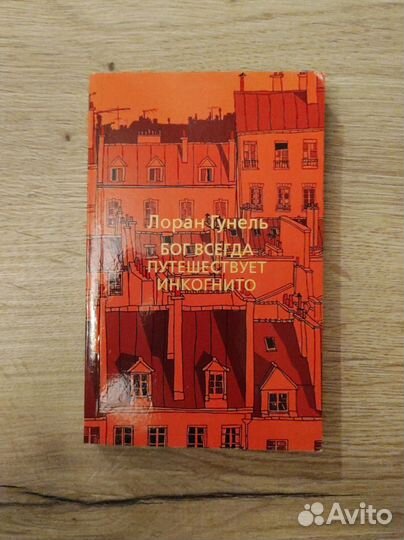 Лоран Гунель
БОГ ВСЕГДА
ПУТЕШЕСТВУЕТ
ИНКОГНИТО
Avito